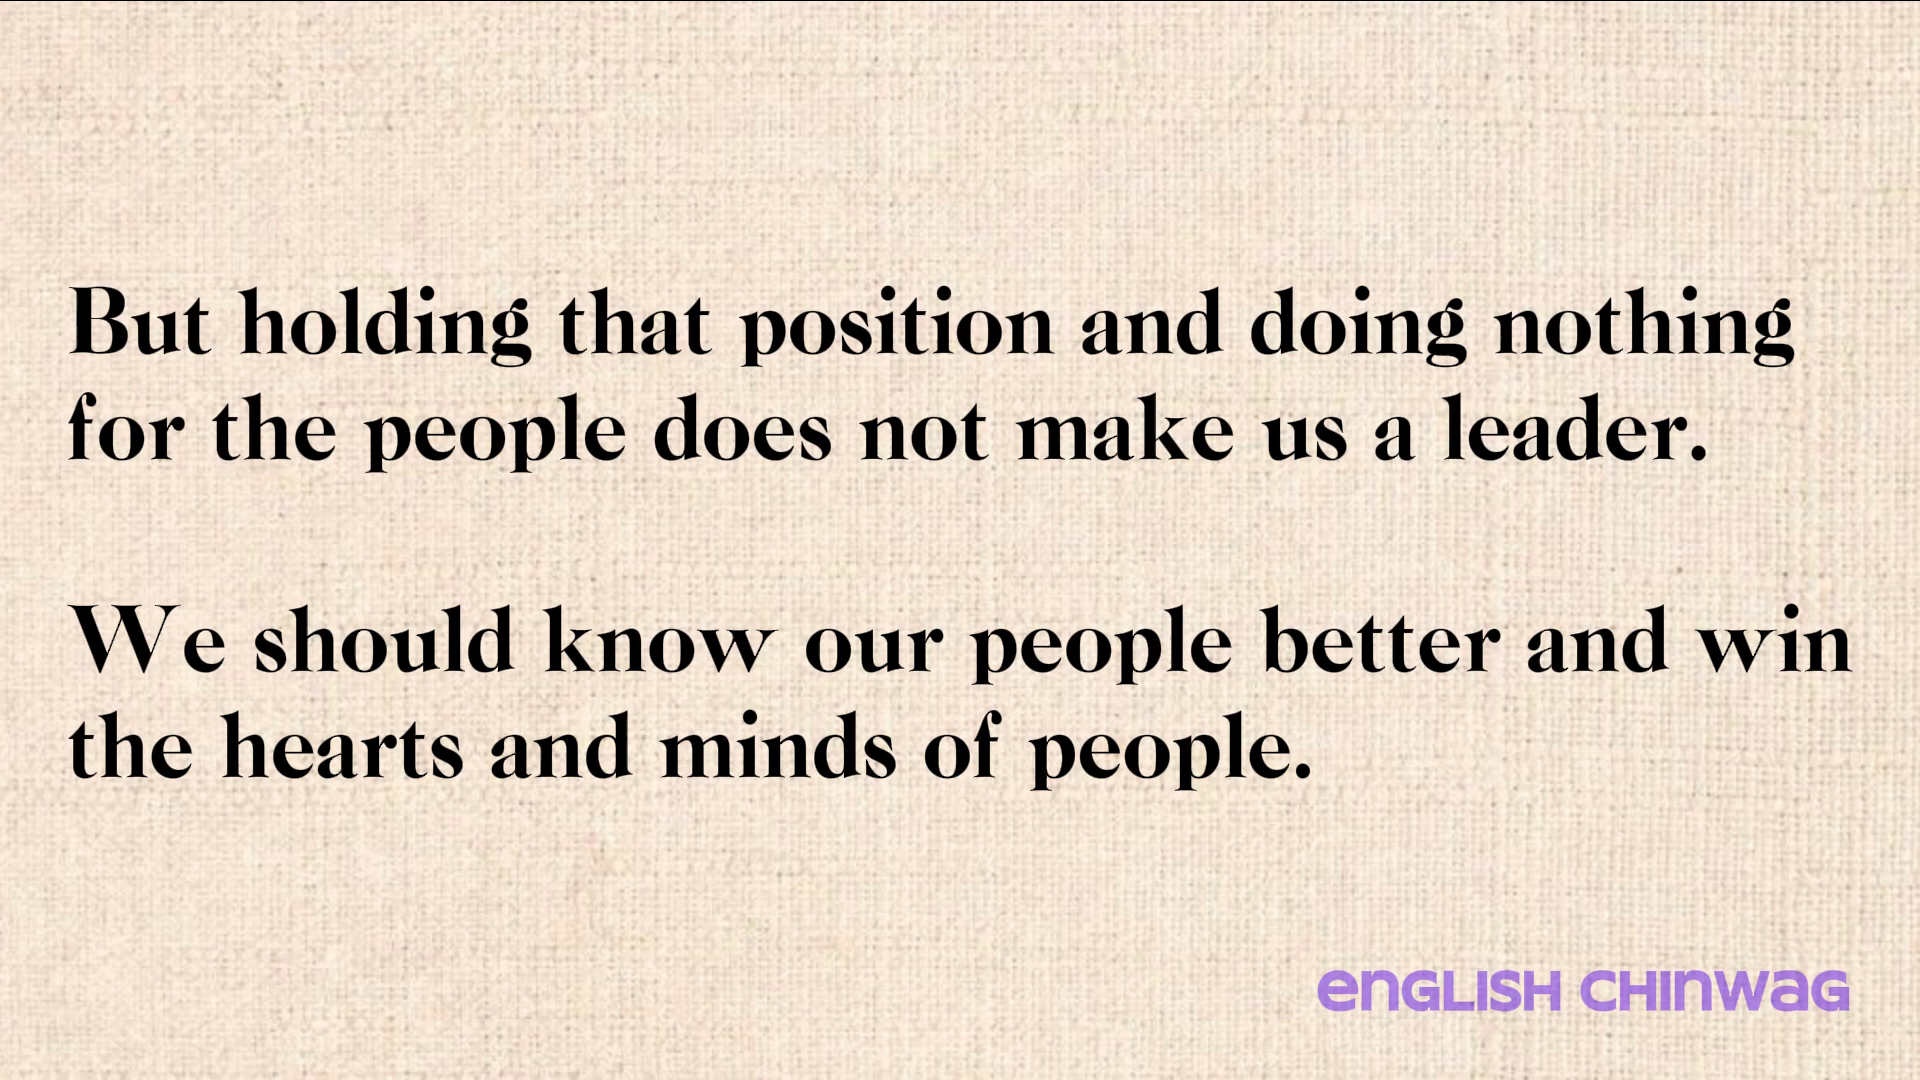 But holding that position and doing nothing
for the people does not make us a leader.
We should know our people better and win
the hearts and minds of people.
ENGLISH CHINWAG